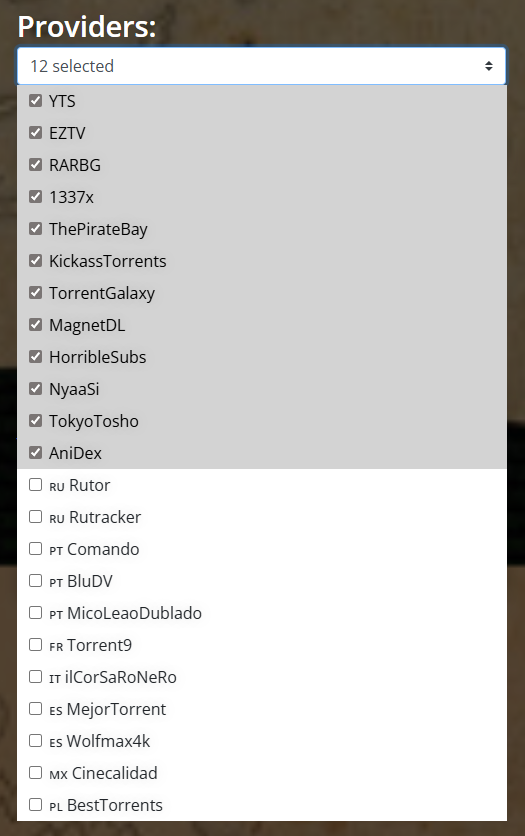 Providers:
12 selected
YTS
EZTV
RARBG
1337x
ThePirateBay
KickassTorrents
TorrentGalaxy
MagnetDL
HorribleSubs
NyaaSi
TokyoTosho
AniDex
RU Rutor
RU Rutracker
PT Comando
PT BluDV
PT MicoLeaoDublado
FR Torrent9
IT ilCorSaRoNeRo
ES MejorTorrent
ES Wolfmax4k
MX Cinecalidad
PL BestTorrents